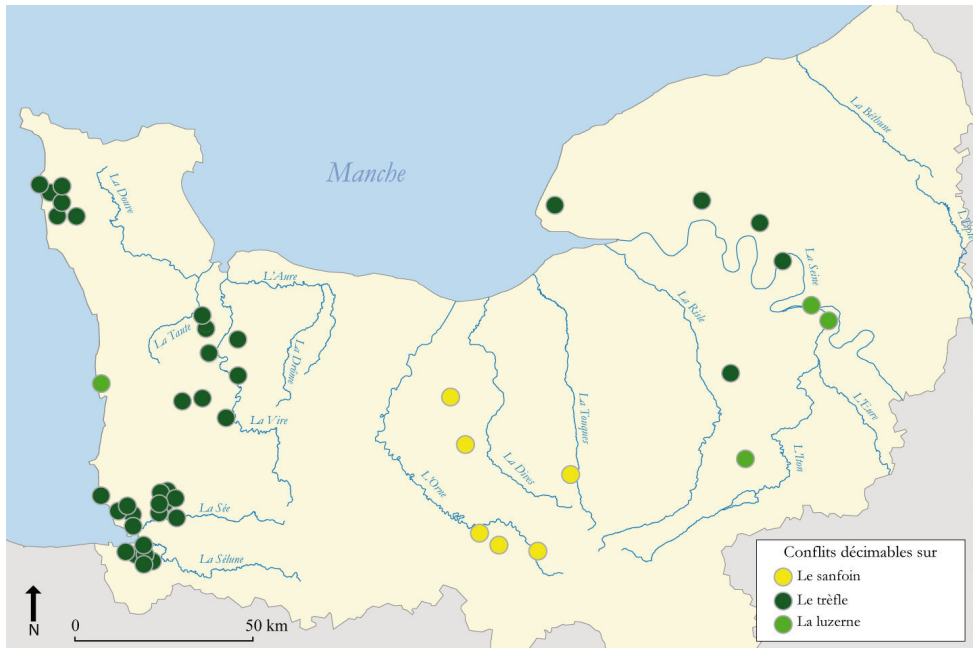 La Béthune
Manche
La Douve
L'Epte
La Seine
L'Aure
La Risle
La Taute
La Drôme
La Touques
L'Eure
La Vire
L'Iton
La Dives
L'Orne
La Sée
La Sélune
Conflits décimables sur
Le sanfoin
Le trèfle
La luzerne
N
0 50 km